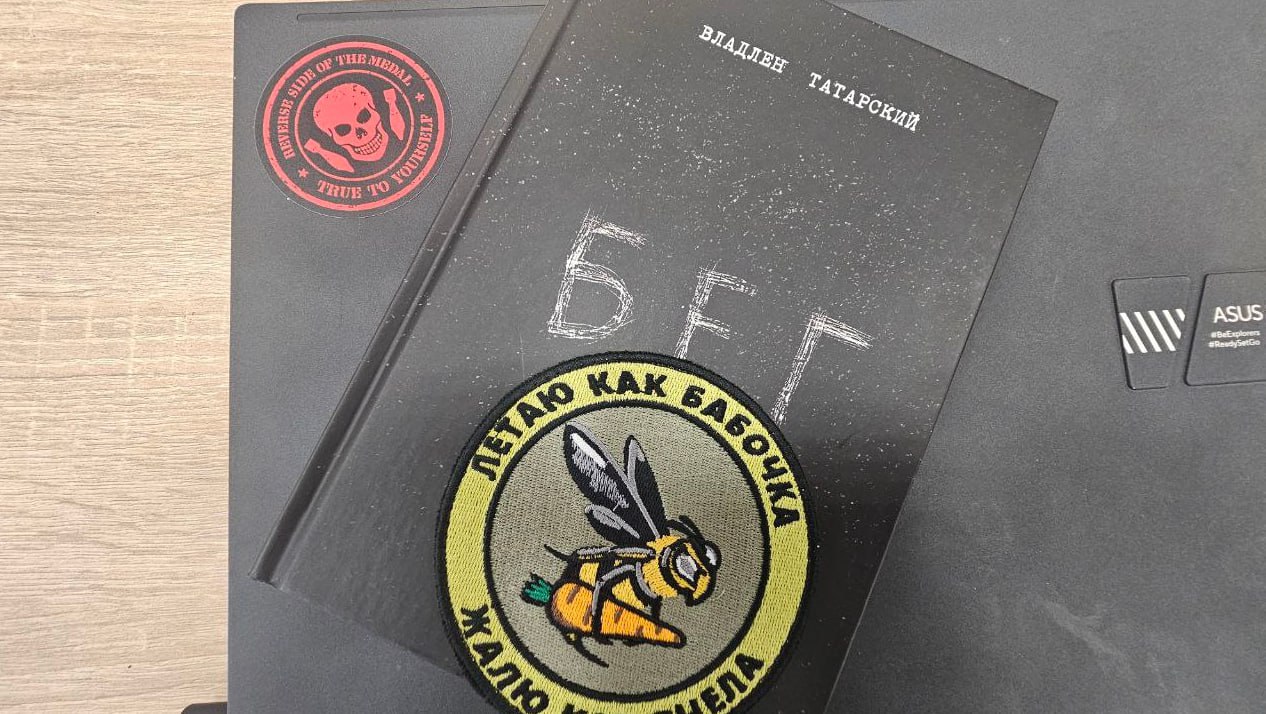 REVERSE SIDE OF THE MEDAL
TRUE TO YOURSELF
ВЛАДЛЕН ТАТАРСКИЙ
БЕГ
ASUS
#BeExplorers
#ReadySetGo
ЛЕТАЮ КАК БАБОЧКА
ЖАЛЮ